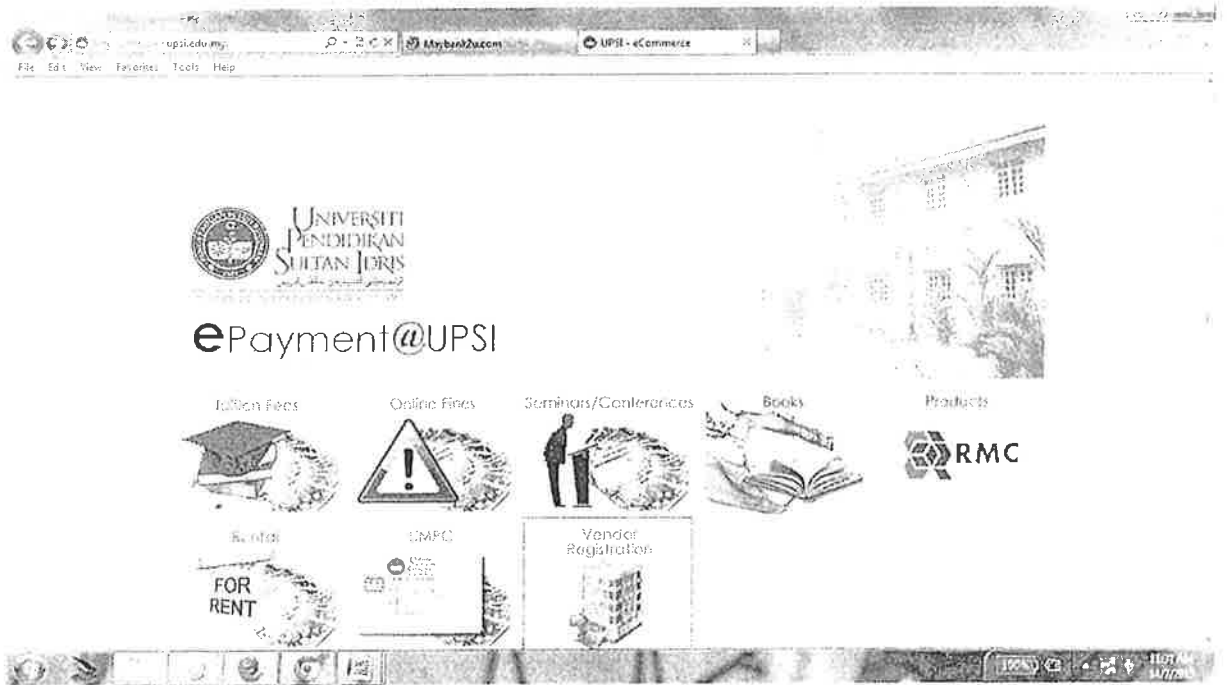 upsi.edu.my
Maybank2u.com
UPSI - eCommerce
File Edit View Favorites Tools Help
UNIVERSITI
PENDIDIKAN
SULTAN IDRIS
ePayment@UPSI
Tuition Fees
Online Fines
Seminars/Conferences
Books
Products
RMC
Rental
Vendor
Registration
FOR
RENT
100%